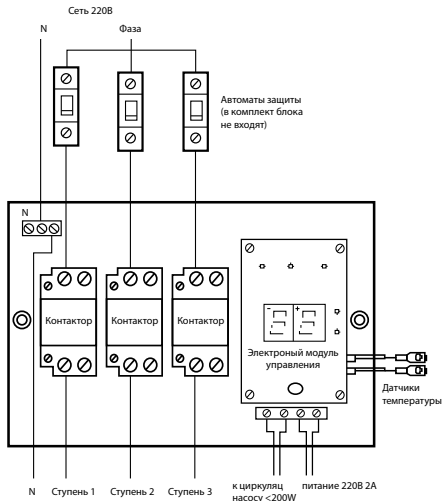 Сеть 220В
N
Фаза
Автоматы защиты
(в комплект блока
не входят)
N
Контактор
Контактор
Контактор
- +
Электроный модуль
управления
Датчики
температуры
N
Ступень 1
Ступень 2
Ступень 3
к циркуляц
насосу <200W
питание 220В 2А